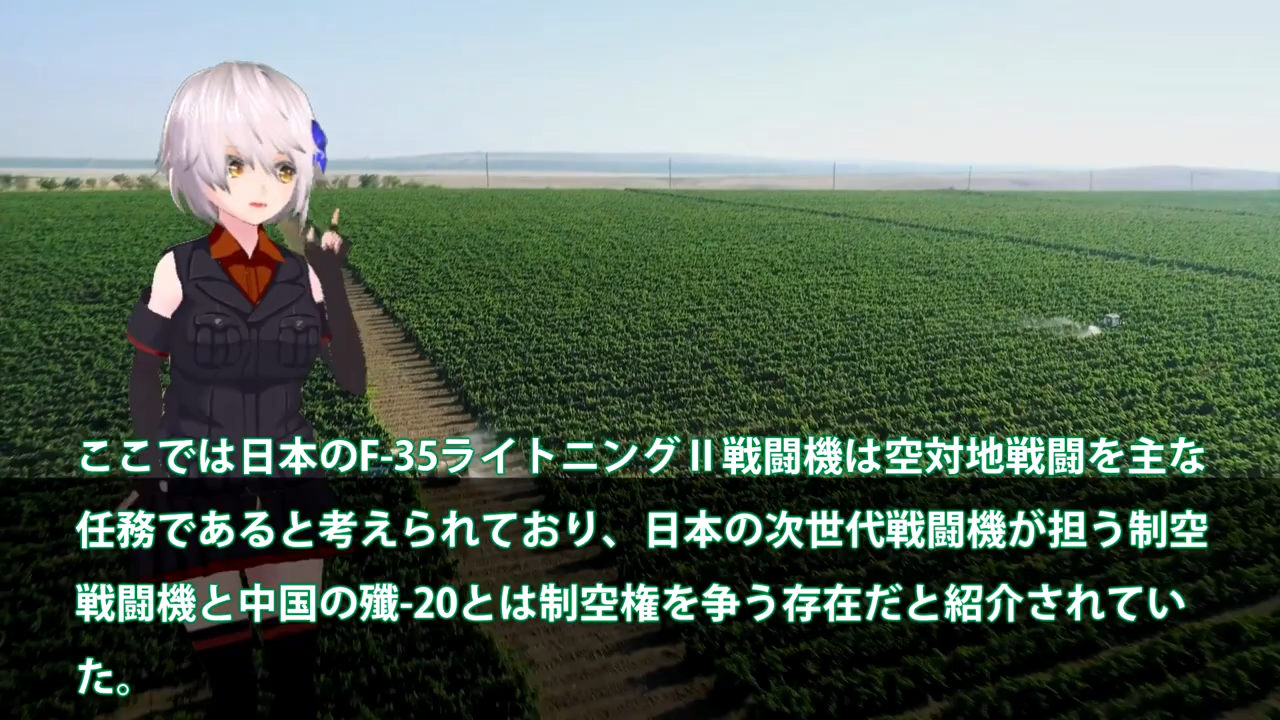 ここでは日本のF-35ライトニングⅡ戦闘機は空対地戦闘を主な
任務であると考えられており、日本の次世代戦闘機が担う制空
戦闘機と中国の殲-20とは制空権を争う存在だと紹介されてい
た。